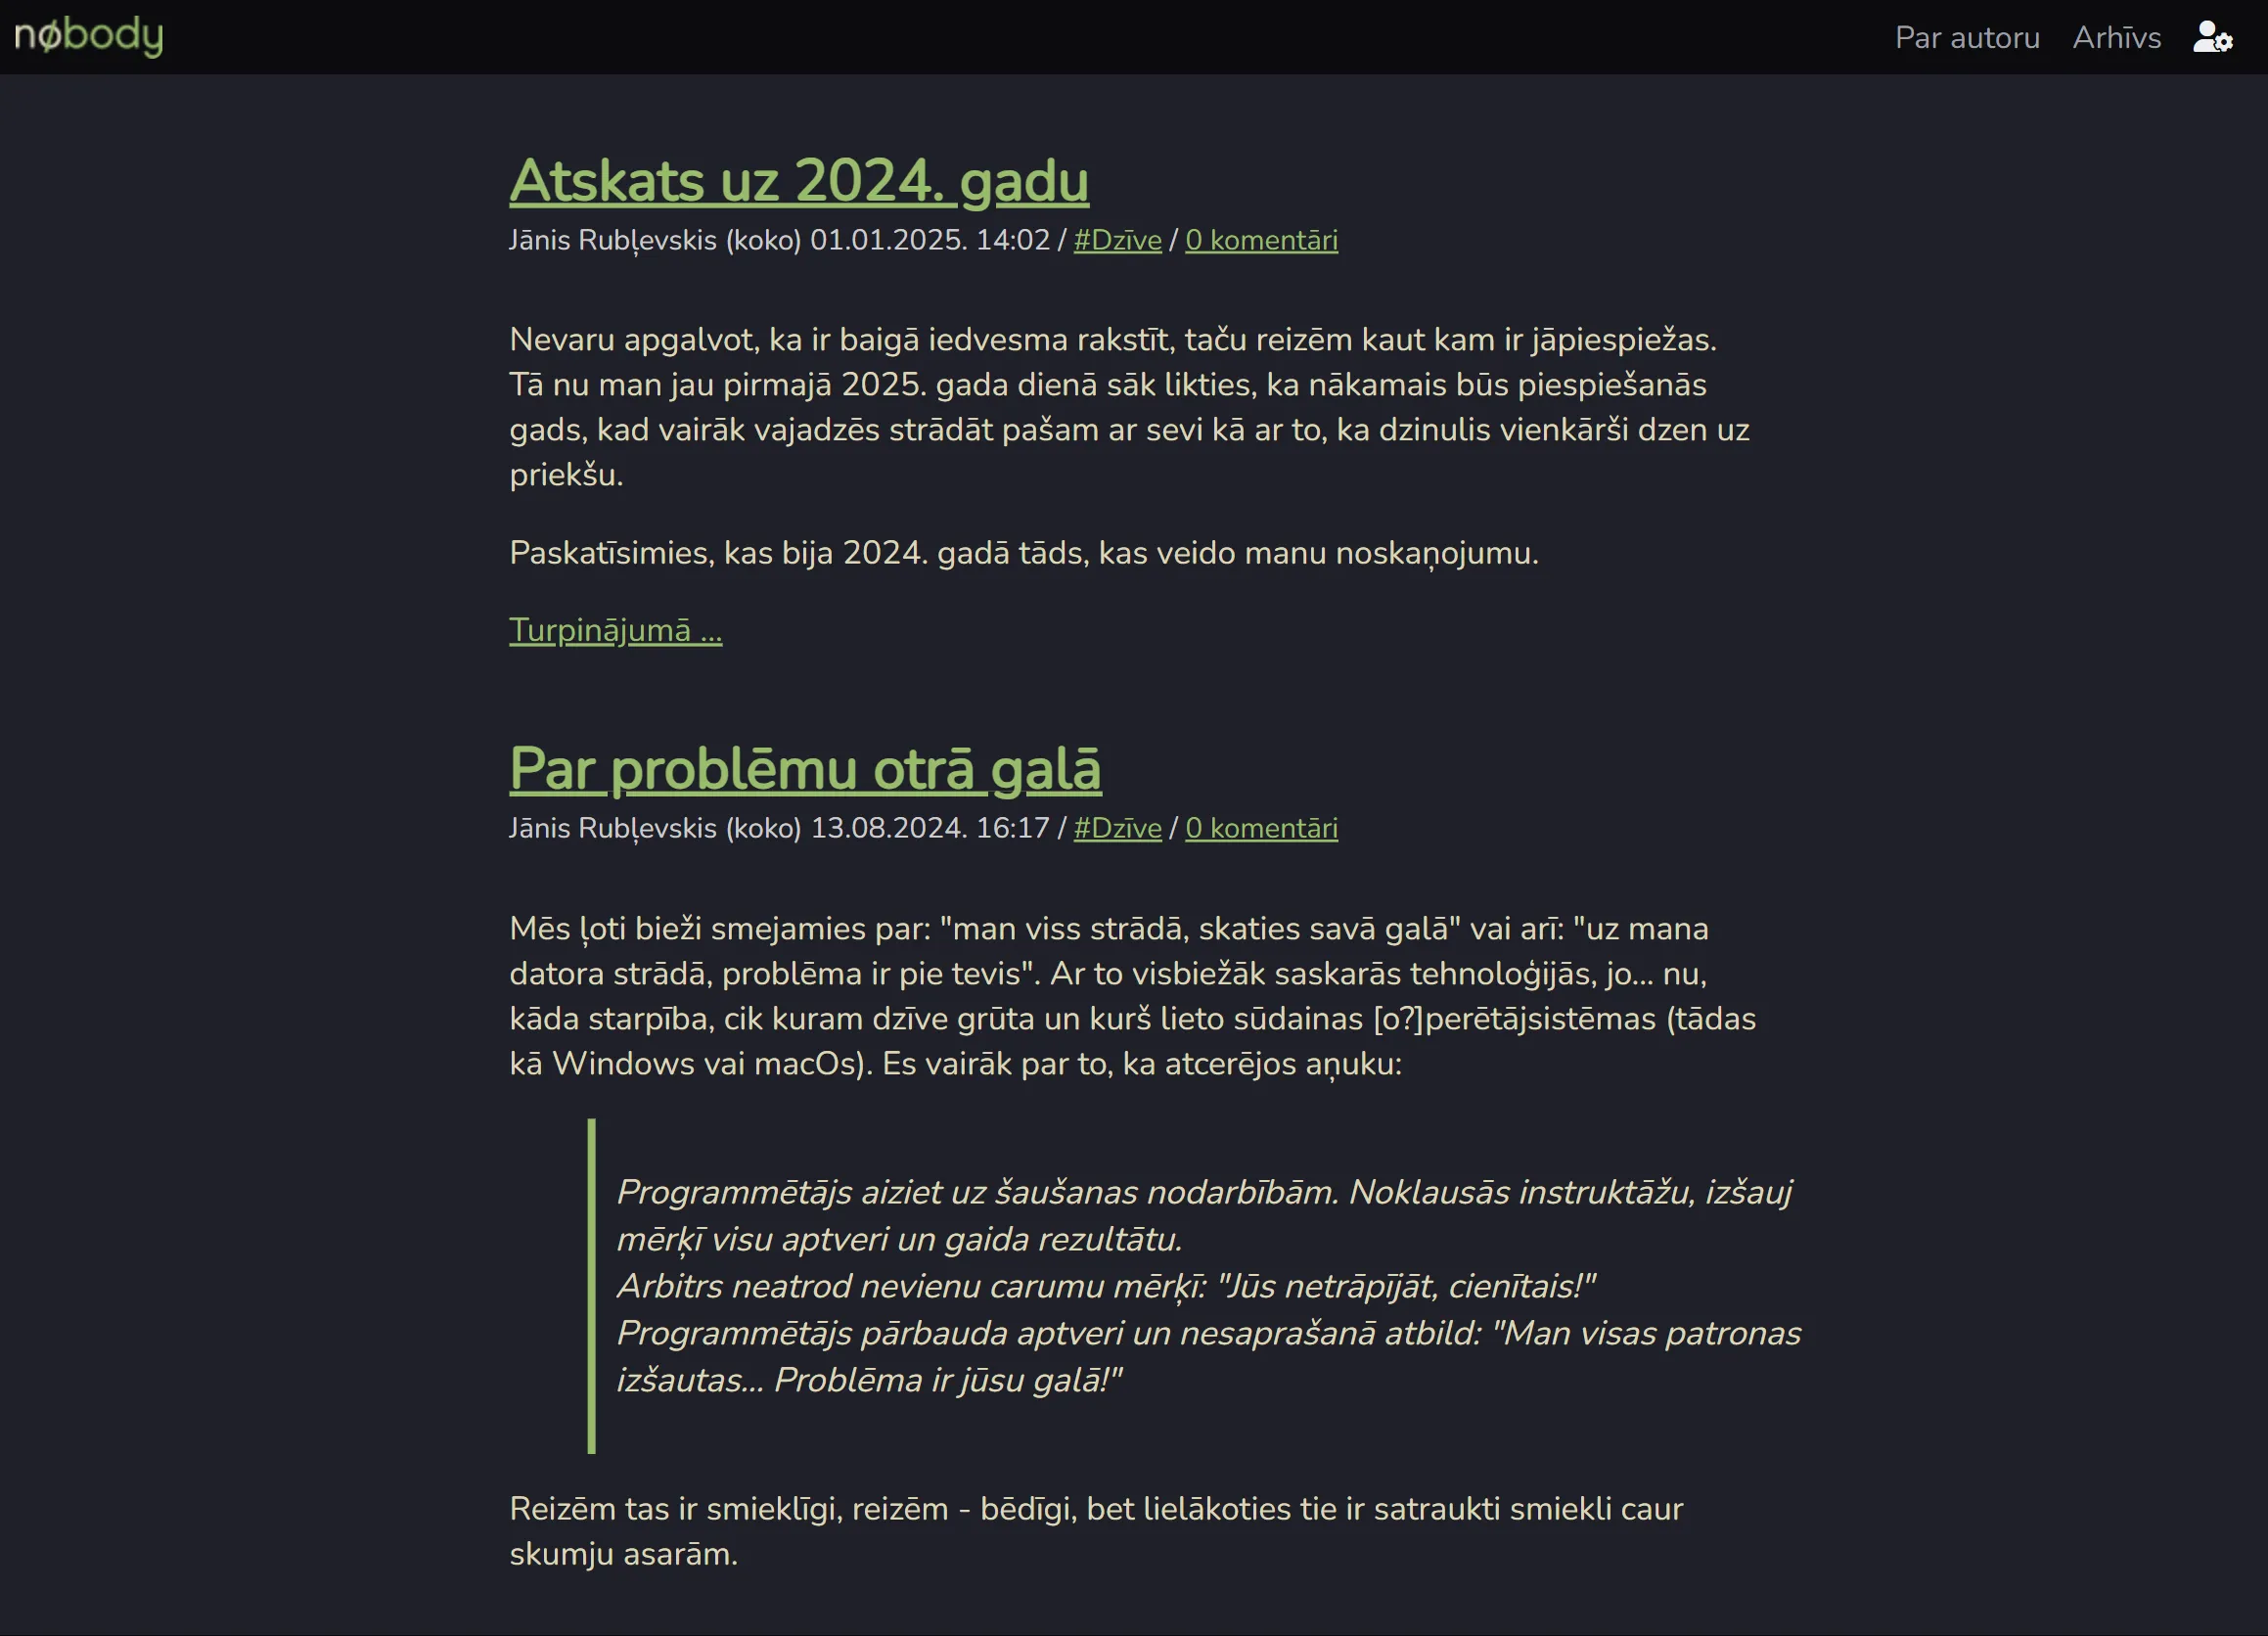 nøbody
Par autoru
Arhīvs
Atskats uz 2024. gadu
Jānis Rubļevskis (koko) 01.01.2025. 14:02 / #Dzīve / 0 komentāri
Nevaru apgalvot, ka ir baigā iedvesma rakstīt, taču reizēm kaut kam ir jāpiespiežas.
Tā nu man jau pirmajā 2025. gada dienā sāk likties, ka nākamais būs piespiešanās
gads, kad vairāk vajadzēs strādāt pašam ar sevi kā ar to, ka dzinulis vienkārši dzen uz
priekšu.
Paskatīsimies, kas bija 2024. gadā tāds, kas veido manu noskaņojumu.
Turpinājumā ...
Par problēmu otrā galā
Jānis Rubļevskis (koko) 13.08.2024. 16:17 / #Dzīve / 0 komentāri
Mēs ļoti bieži smejamies par: "man viss strādā, skaties savā galā" vai arī: "uz mana
datora strādā, problēma ir pie tevis". Ar to visbiežāk saskarās tehnoloģijās, jo... nu,
kāda starpība, cik kuram dzīve grūta un kurš lieto sūdainas [o?]perētājsistēmas (tādas
kā Windows vai macOs). Es vairāk par to, ka atcerējos aņuku:
Programmētājs aiziet uz šaušanas nodarbībām. Noklausās instruktāžu, izšauj
mērķī visu aptveri un gaida rezultātu.
Arbitrs neatrod nevienu carumu mērķī: "Jūs netrāpījāt, cienītais!"
Programmētājs pārbauda aptveri un nesaprašanā atbild: "Man visas patronas
izšautas... Problēma ir jūsu galā!"
Reizēm tas ir smieklīgi, reizēm - bēdīgi, bet lielākoties tie ir satraukti smiekli caur
skumju asarām.